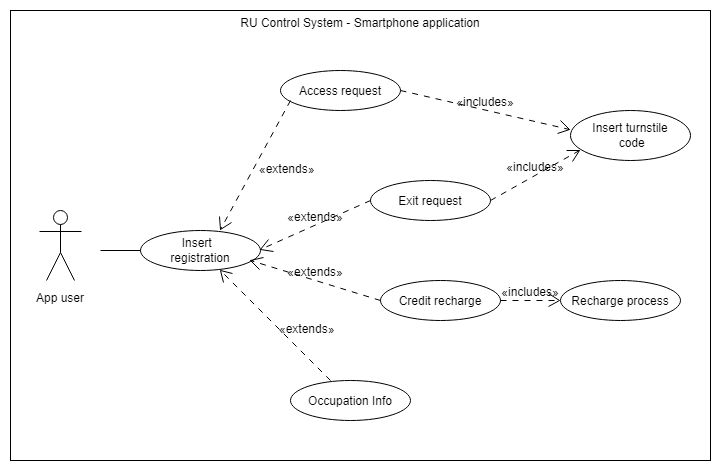 RU Control System - Smartphone application
Access request
«includes»
Insert turnstile
code
«extends»
«includes»
Exit request
«extends»
Insert
registration
«extends»
App user
Credit recharge
«includes»
Recharge process
«extends»
Occupation Info